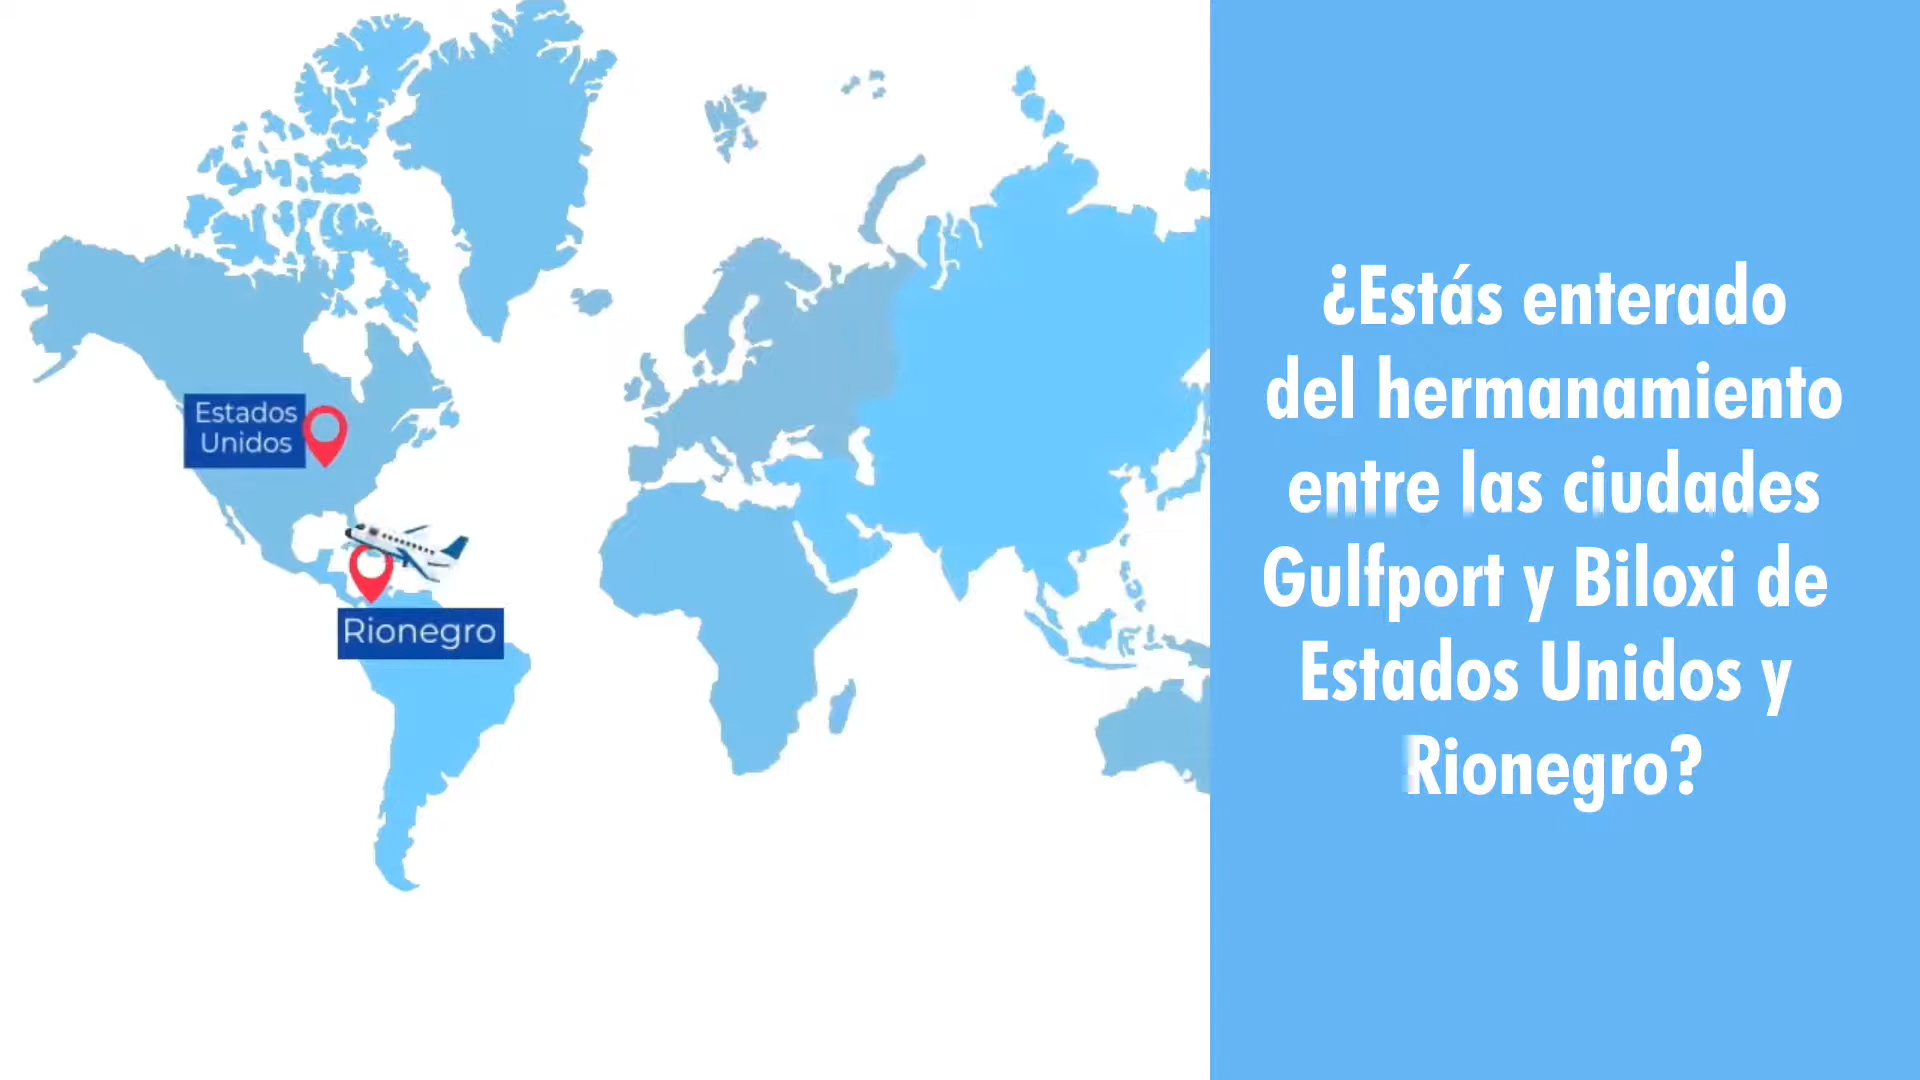 Estados
Unidos
Rionegro
¿Estás enterado
del hermanamiento
entre las ciudades
Gulfport y Biloxi de
Estados Unidos y
Rionegro?